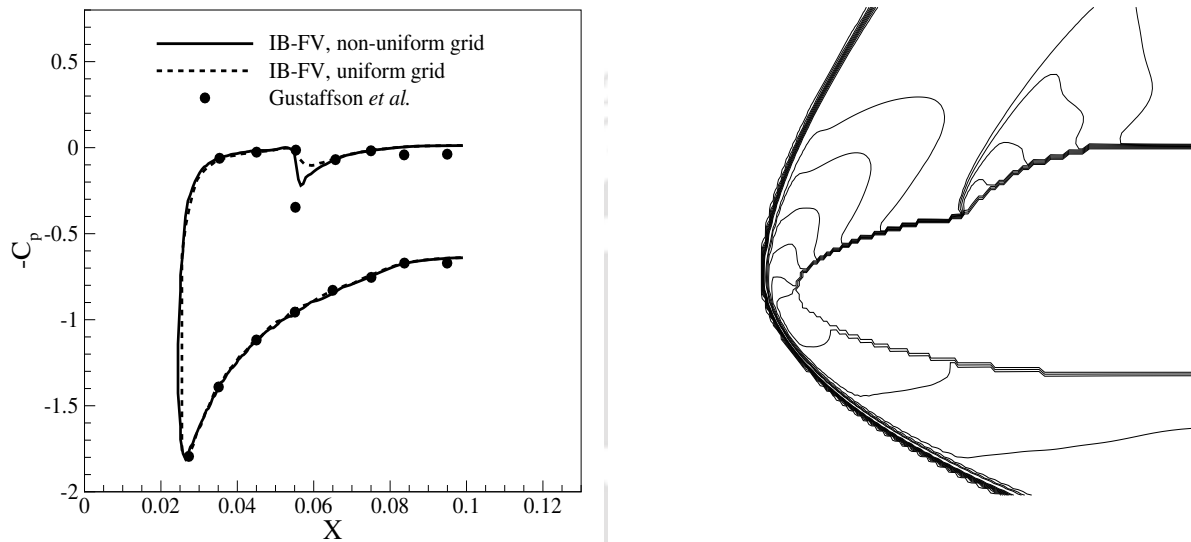 IB-FV, non-uniform grid
IB-FV, uniform grid
Gustaffson et al.
0.5
0
-0.5
-1
-1.5
-2
-Cp
0 0.02 0.04 0.06 0.08 0.1 0.12
X